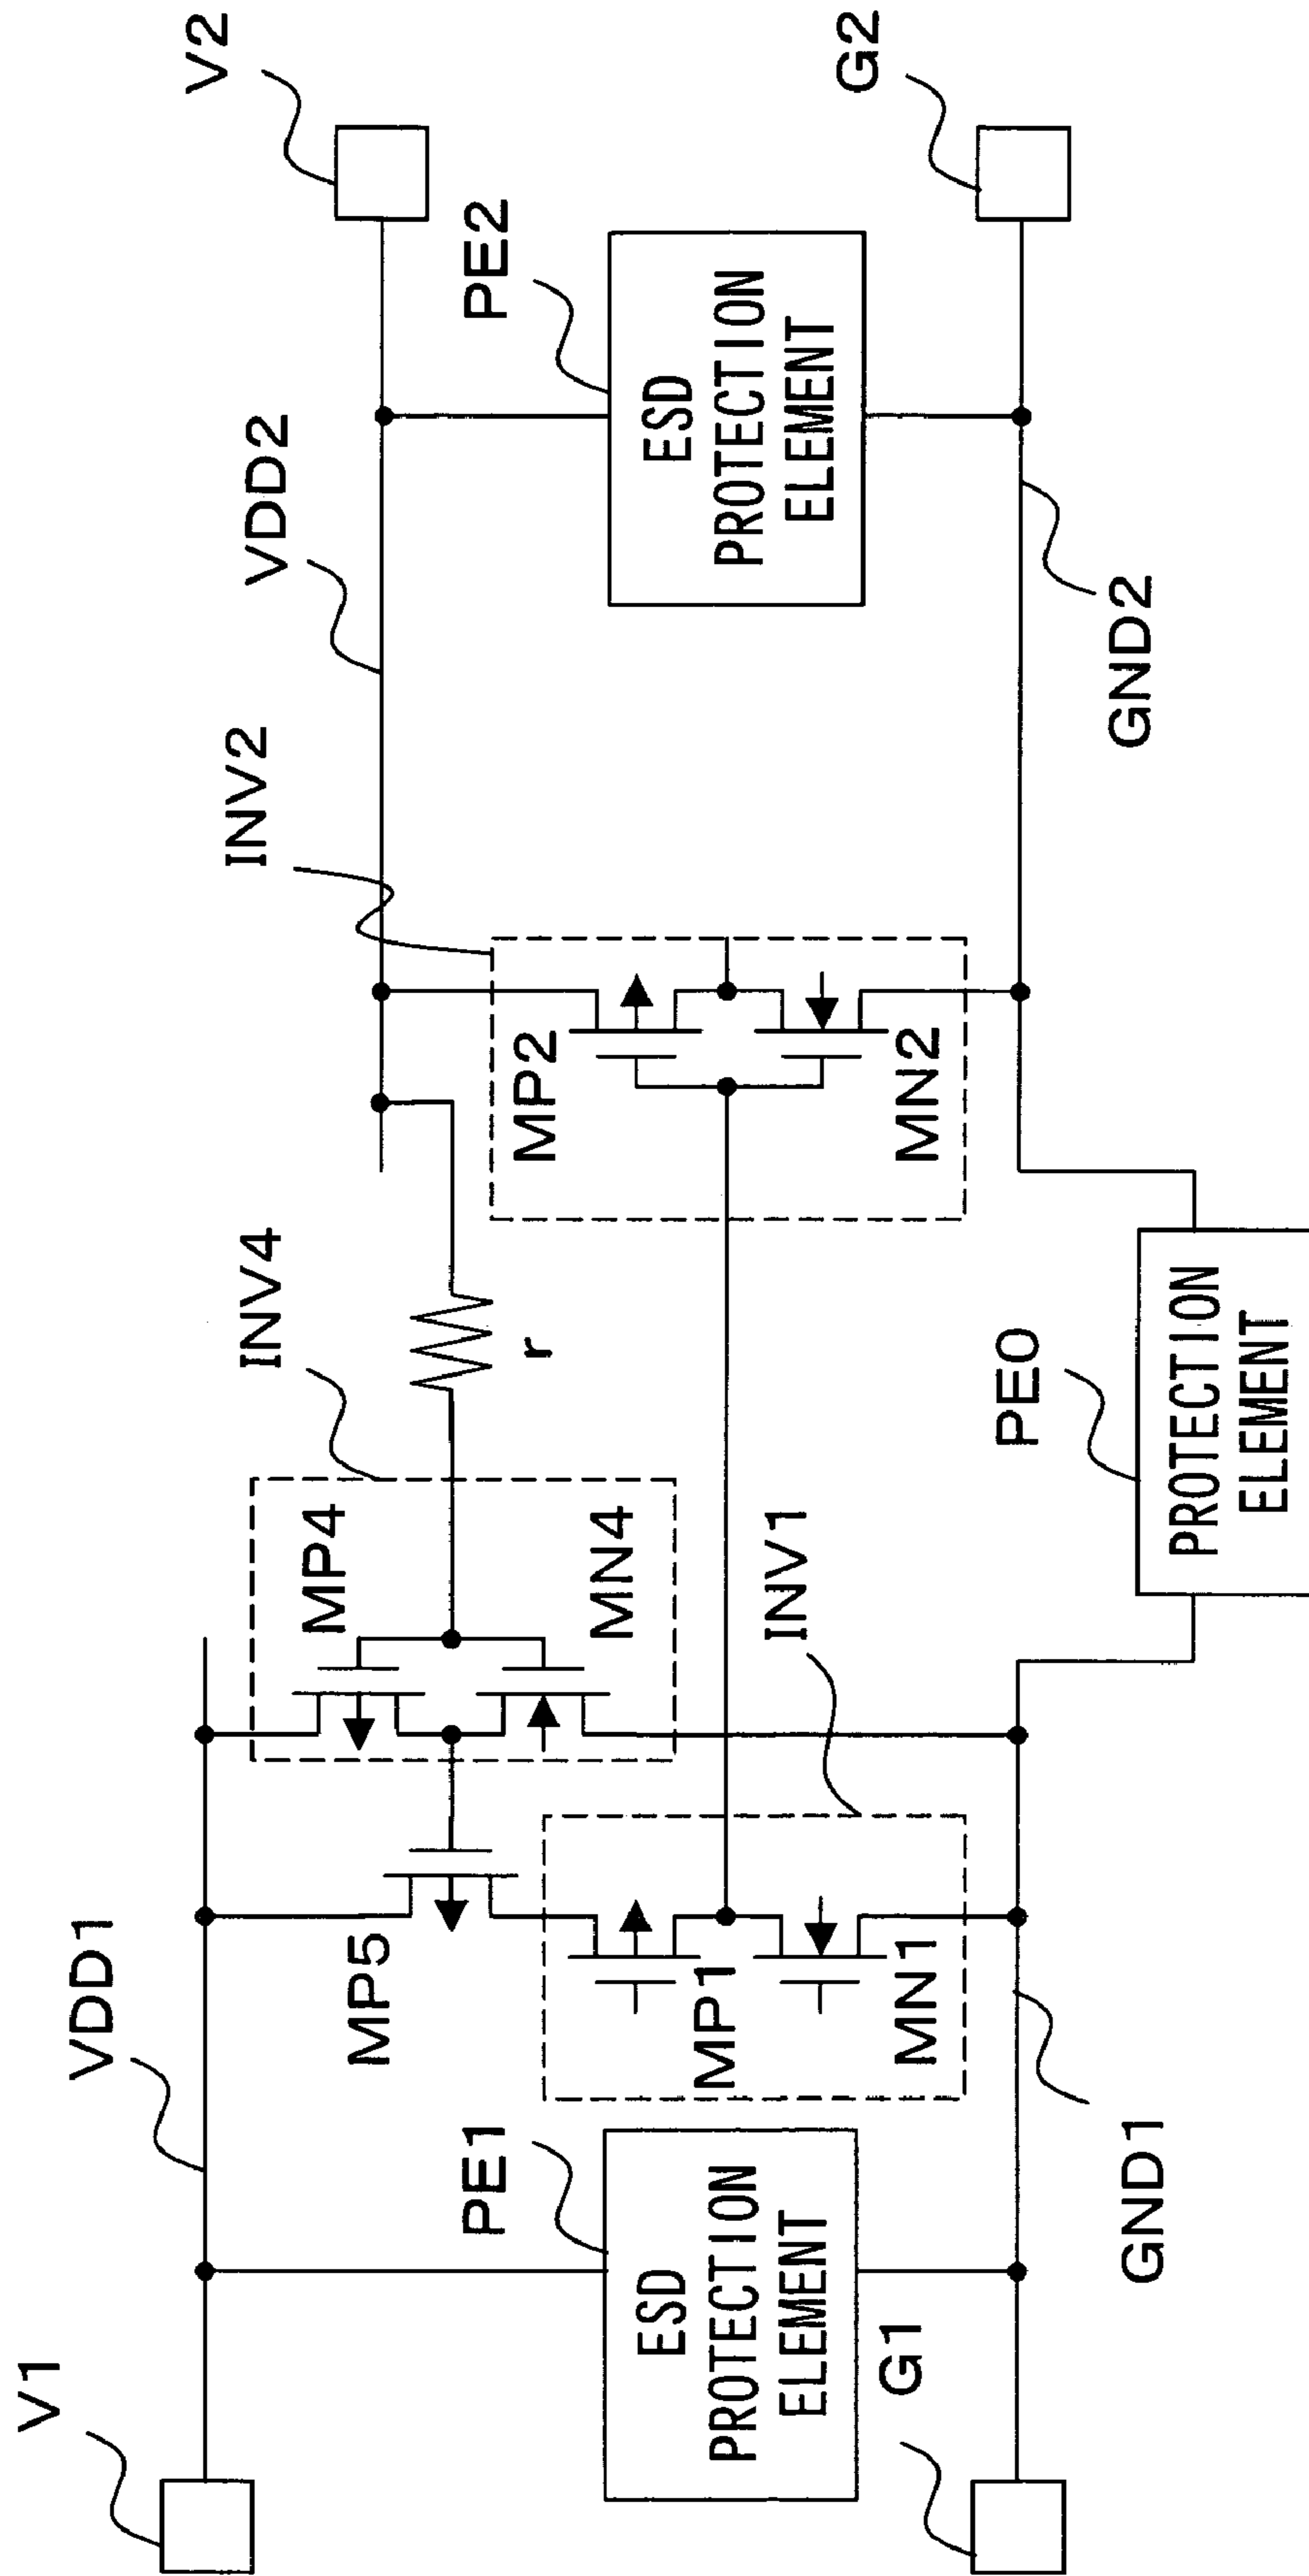 V1
VDD1
MP5
INV4
MP4
MN4
r
INV2
VDD2
V2
PE1
ESD
PROTECTION
ELEMENT
MP1
MN1
INV1
MP2
MN2
PE2
ESD
PROTECTION
ELEMENT
G1
GND1
PE0
PROTECTION
ELEMENT
GND2
G2